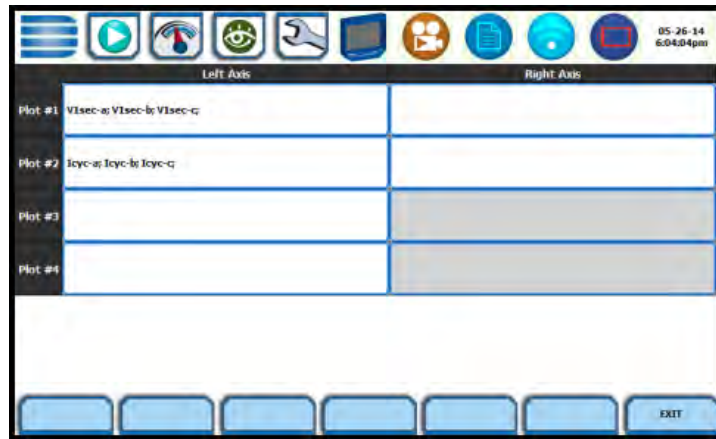 05-26-14
6:04:04pm
Left Axis Right Axis
Plot #1 V1sec-a; V1sec-b; V1sec-c;
Plot #2 Icyc-a; Icyc-b; Icyc-c;
Plot #3
Plot #4
EXIT